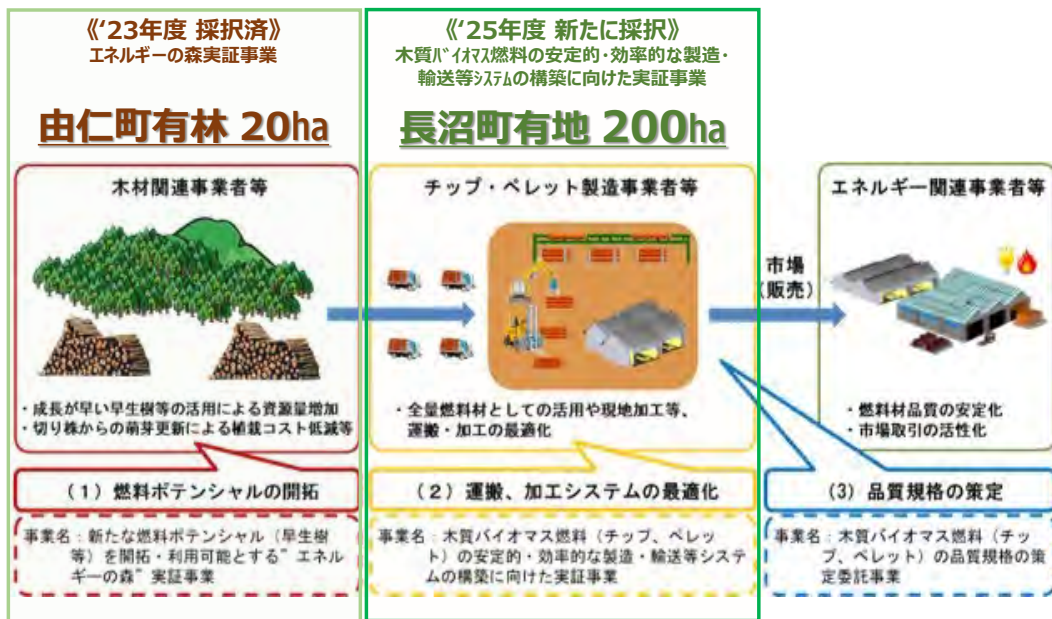 《‘23年度 採択済》
エネルギーの森実証事業
由仁町有林 20ha
木材関連事業者等
・成長が早い早生樹等の活用による資源量増加
・切り株からの萌芽更新による植栽コスト低減等
(1)燃料ポテンシャルの開拓
事業名:新たな燃料ポテンシャル(早生樹
等)を開拓・利用可能とする”エネル
ギーの森”実証事業
《‘25年度 新たに採択》
木質バイオマス燃料の安定的・効率的な製造・
輸送等システムの構築に向けた実証事業
長沼町有地 200ha
チップ・ペレット製造事業者等
・全量燃料材としての活用や現地加工等、
運搬・加工の最適化
(2)運搬、加工システムの最適化
事業名:木質バイオマス燃料(チップ、ペレッ
ト)の安定的・効率的な製造・輸送等システ
ムの構築に向けた実証事業
市場
(販売)
エネルギー関連事業者等
・燃料材品質の安定化
・市場取引の活性化
(3)品質規格の策定
事業名:木質バイオマス燃料(チッ
プ、ペレット)の品質規格の策
定委託事業